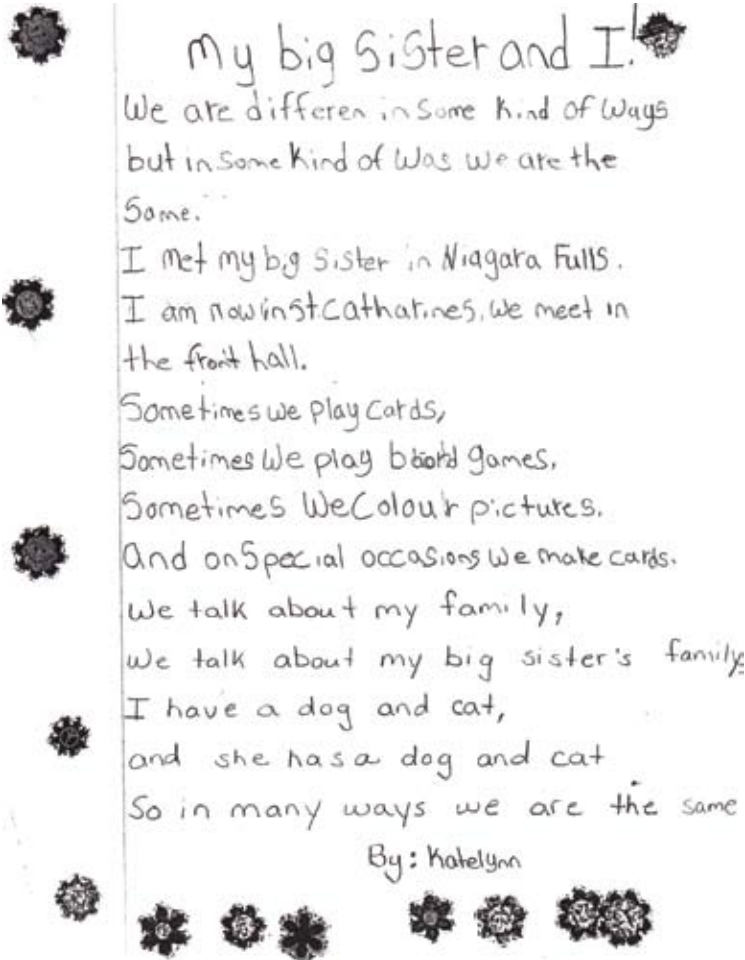 My big sister and I!
We are differen in some kind of ways
but in some kind of was we are the
same.
I met my big sister in Niagara Fulls.
I am now in St. Catharines. We meet in
the front hall.
Sometimes we play cards,
Sometimes we play board games,
Sometimes we colour pictures.
And on special occasions we make cards.
We talk about my family,
We talk about my big sister's family.
I have a dog and cat,
and she has a dog and cat
So in many ways we are the same
By: Katelynn